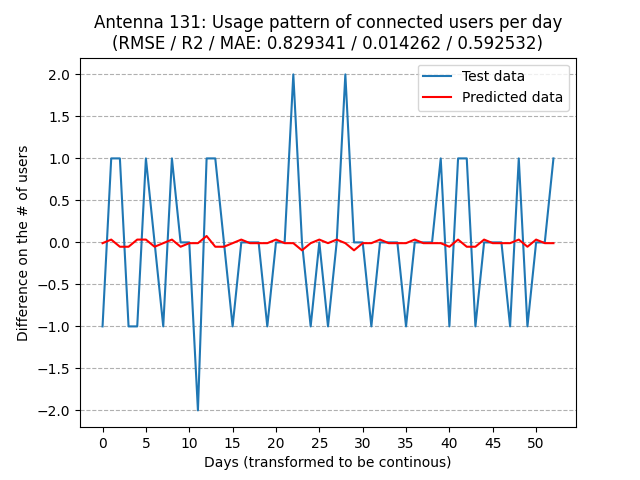 Antenna 131: Usage pattern of connected users per day
(RMSE / R2 / MAE: 0.829341 / 0.014262 / 0.592532)
Test data
Predicted data
Difference on the # of users
2.0
1.5
1.0
0.5
0.0
−0.5
−1.0
−1.5
−2.0
0 5 10 15 20 25 30 35 40 45 50
Days (transformed to be continous)